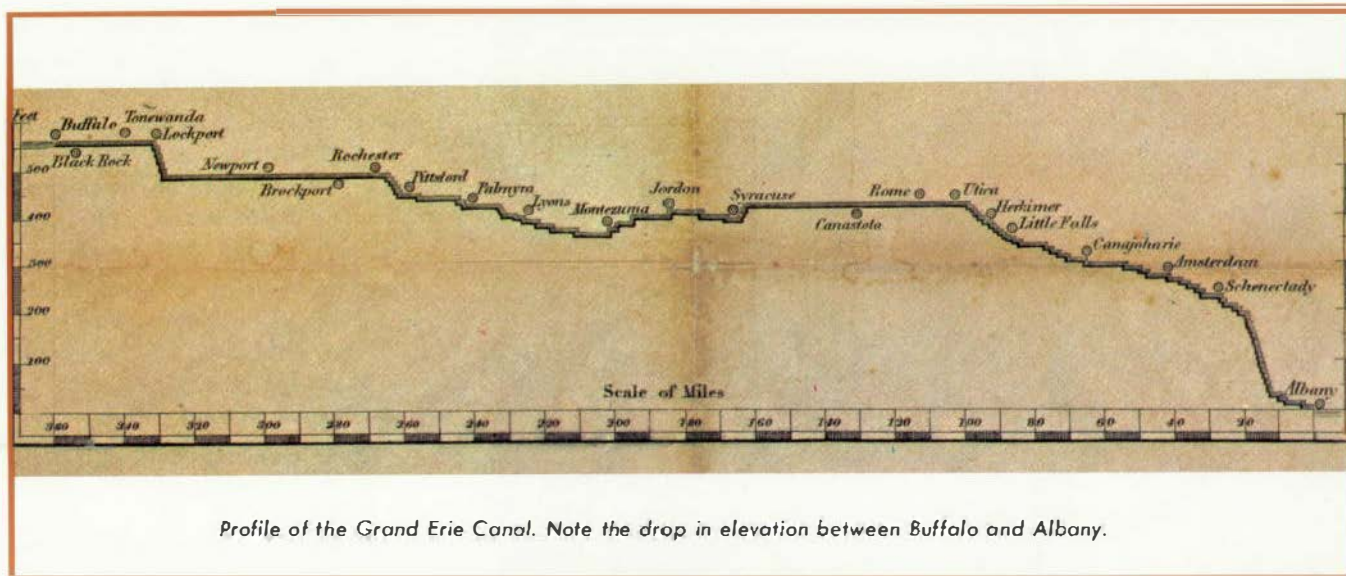 Feet
Buffalo
Tonewanda
Lockport
Black Rock
Newport
Brockport
Rochester
Pittsford
Palmyra
Lyons
Montezuma
Jordon
Syracuse
Canastota
Rome
Utica
Herkimer
Little Falls
Canajoharie
Amsterdam
Schenectady
Albany
500
400
300
200
100
Scale of Miles
360 340 320 300 280 260 240 220 200 180 160 140 120 100 80 60 40 20
Profile of the Grand Erie Canal. Note the drop in elevation between Buffalo and Albany.